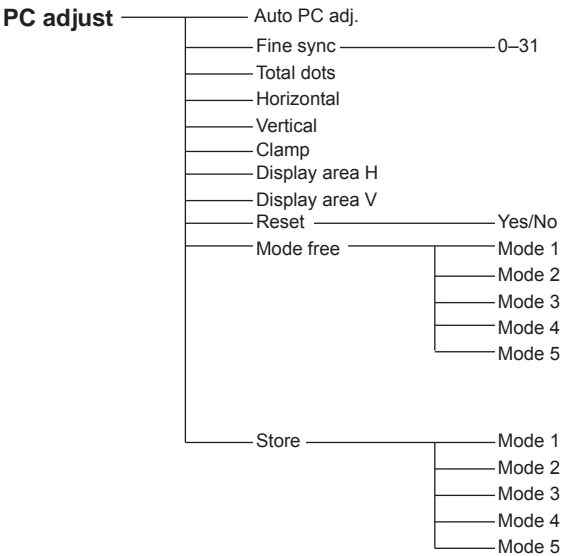 PC adjust Auto PC adj.
Fine sync 0–31
Total dots
Horizontal
Vertical
Clamp
Display area H
Display area V
Reset Yes/No
Mode free Mode 1
Mode 2
Mode 3
Mode 4
Mode 5
Store Mode 1
Mode 2
Mode 3
Mode 4
Mode 5